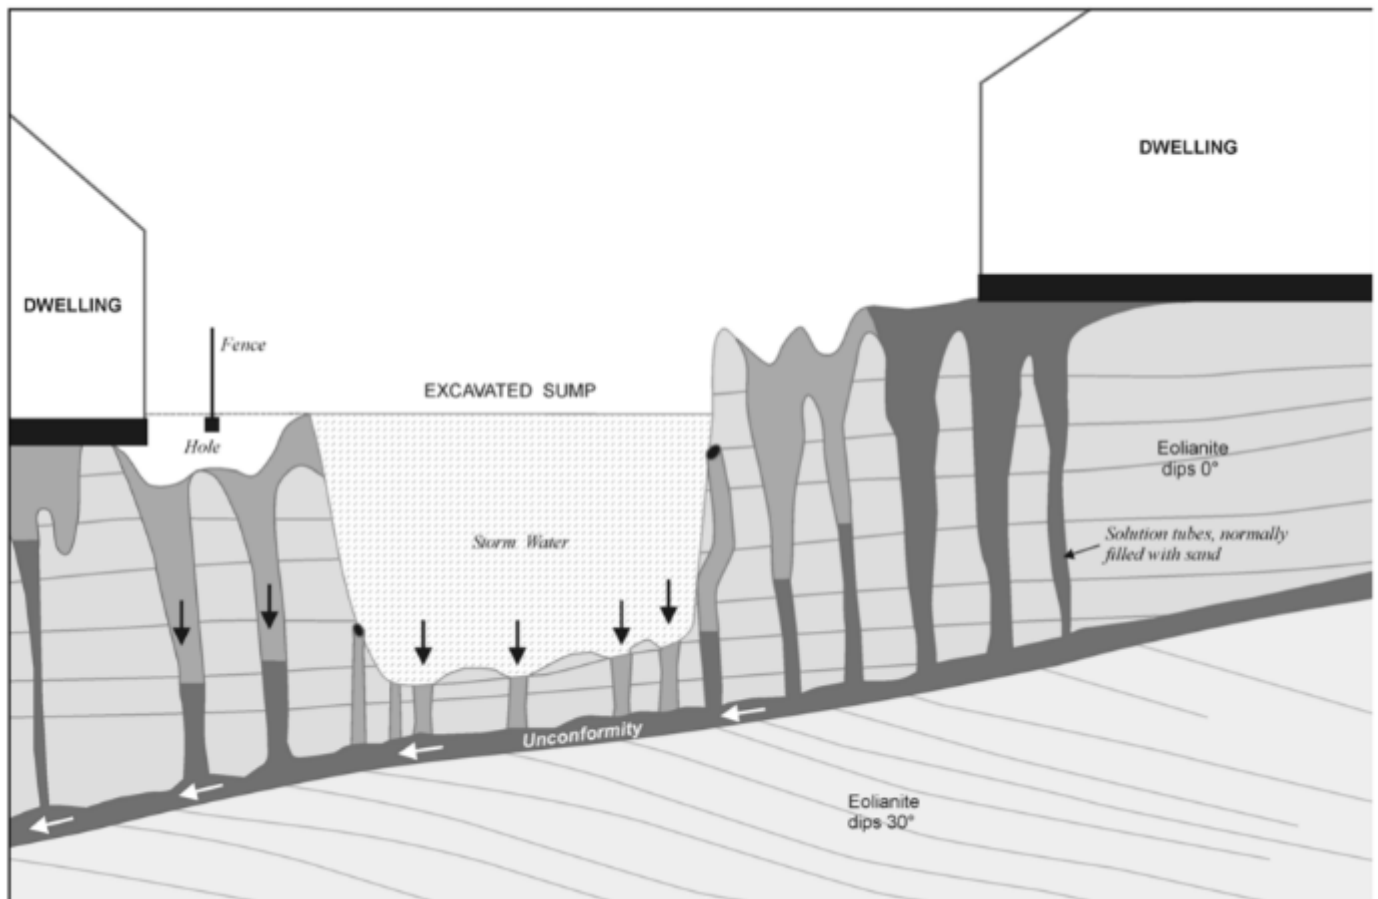 DWELLING
DWELLING
Fence
EXCAVATED SUMP
Hole
Eolianite
dips 0°
Storm Water
Solution tubes, normally
filled with sand
Unconformity
Eolianite
dips 30°